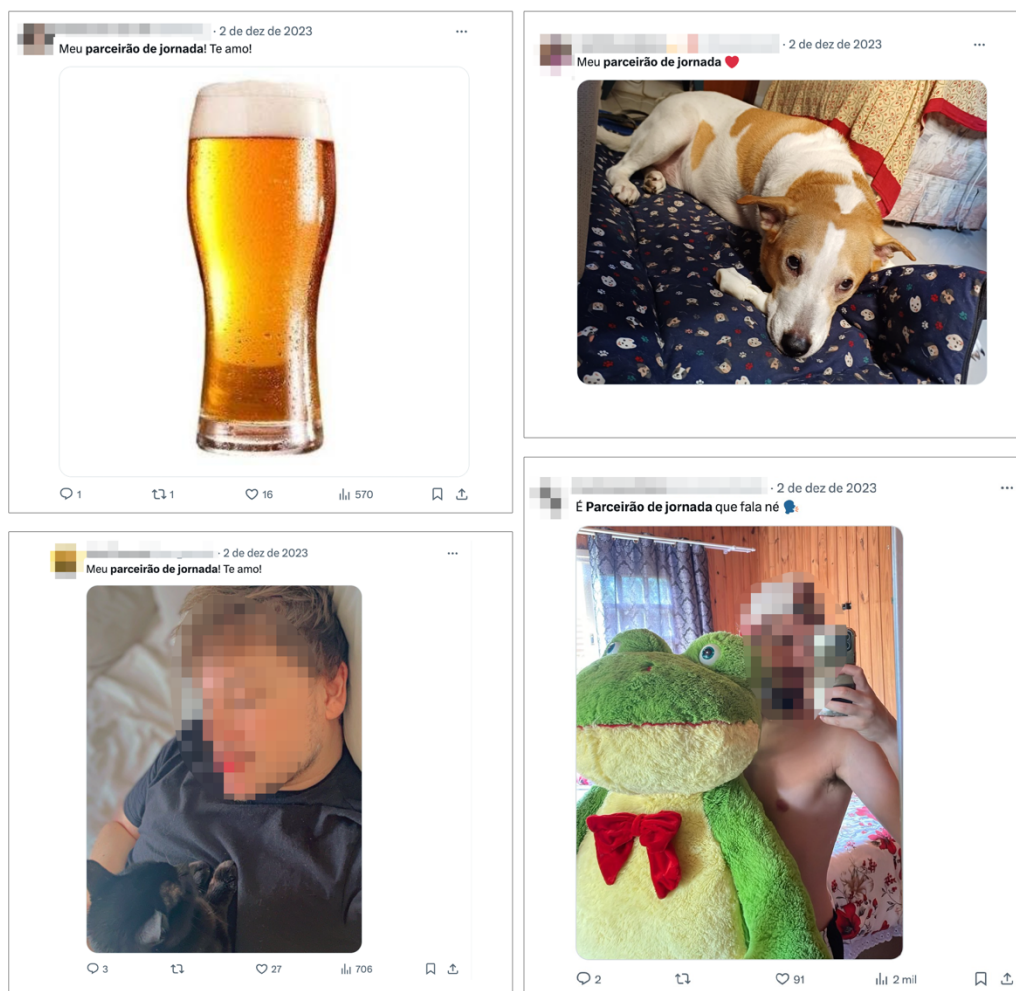 · 2 de dez de 2023
Meu parceirão de jornada! Te amo!
1 1 16 570
· 2 de dez de 2023
Meu parceirão de jornada ❤️
· 2 de dez de 2023
Meu parceirão de jornada! Te amo!
3 27 706
· 2 de dez de 2023
É Parceirão de jornada que fala né 🗣️
2 91 2 mil